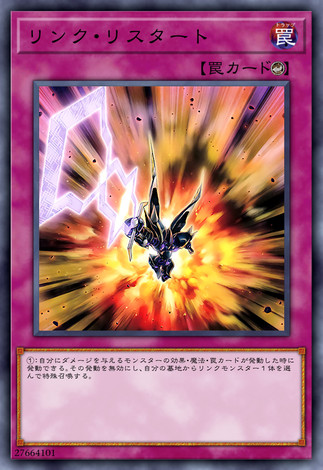 リンク・リスタート
トラップ
罠
【罠カード】
①:自分にダメージを与えるモンスターの効果・魔法・罠カードが発動した時に
発動できる。その発動を無効にし、自分の墓地からリンクモンスター1体を選
んで特殊召喚する。
27664101